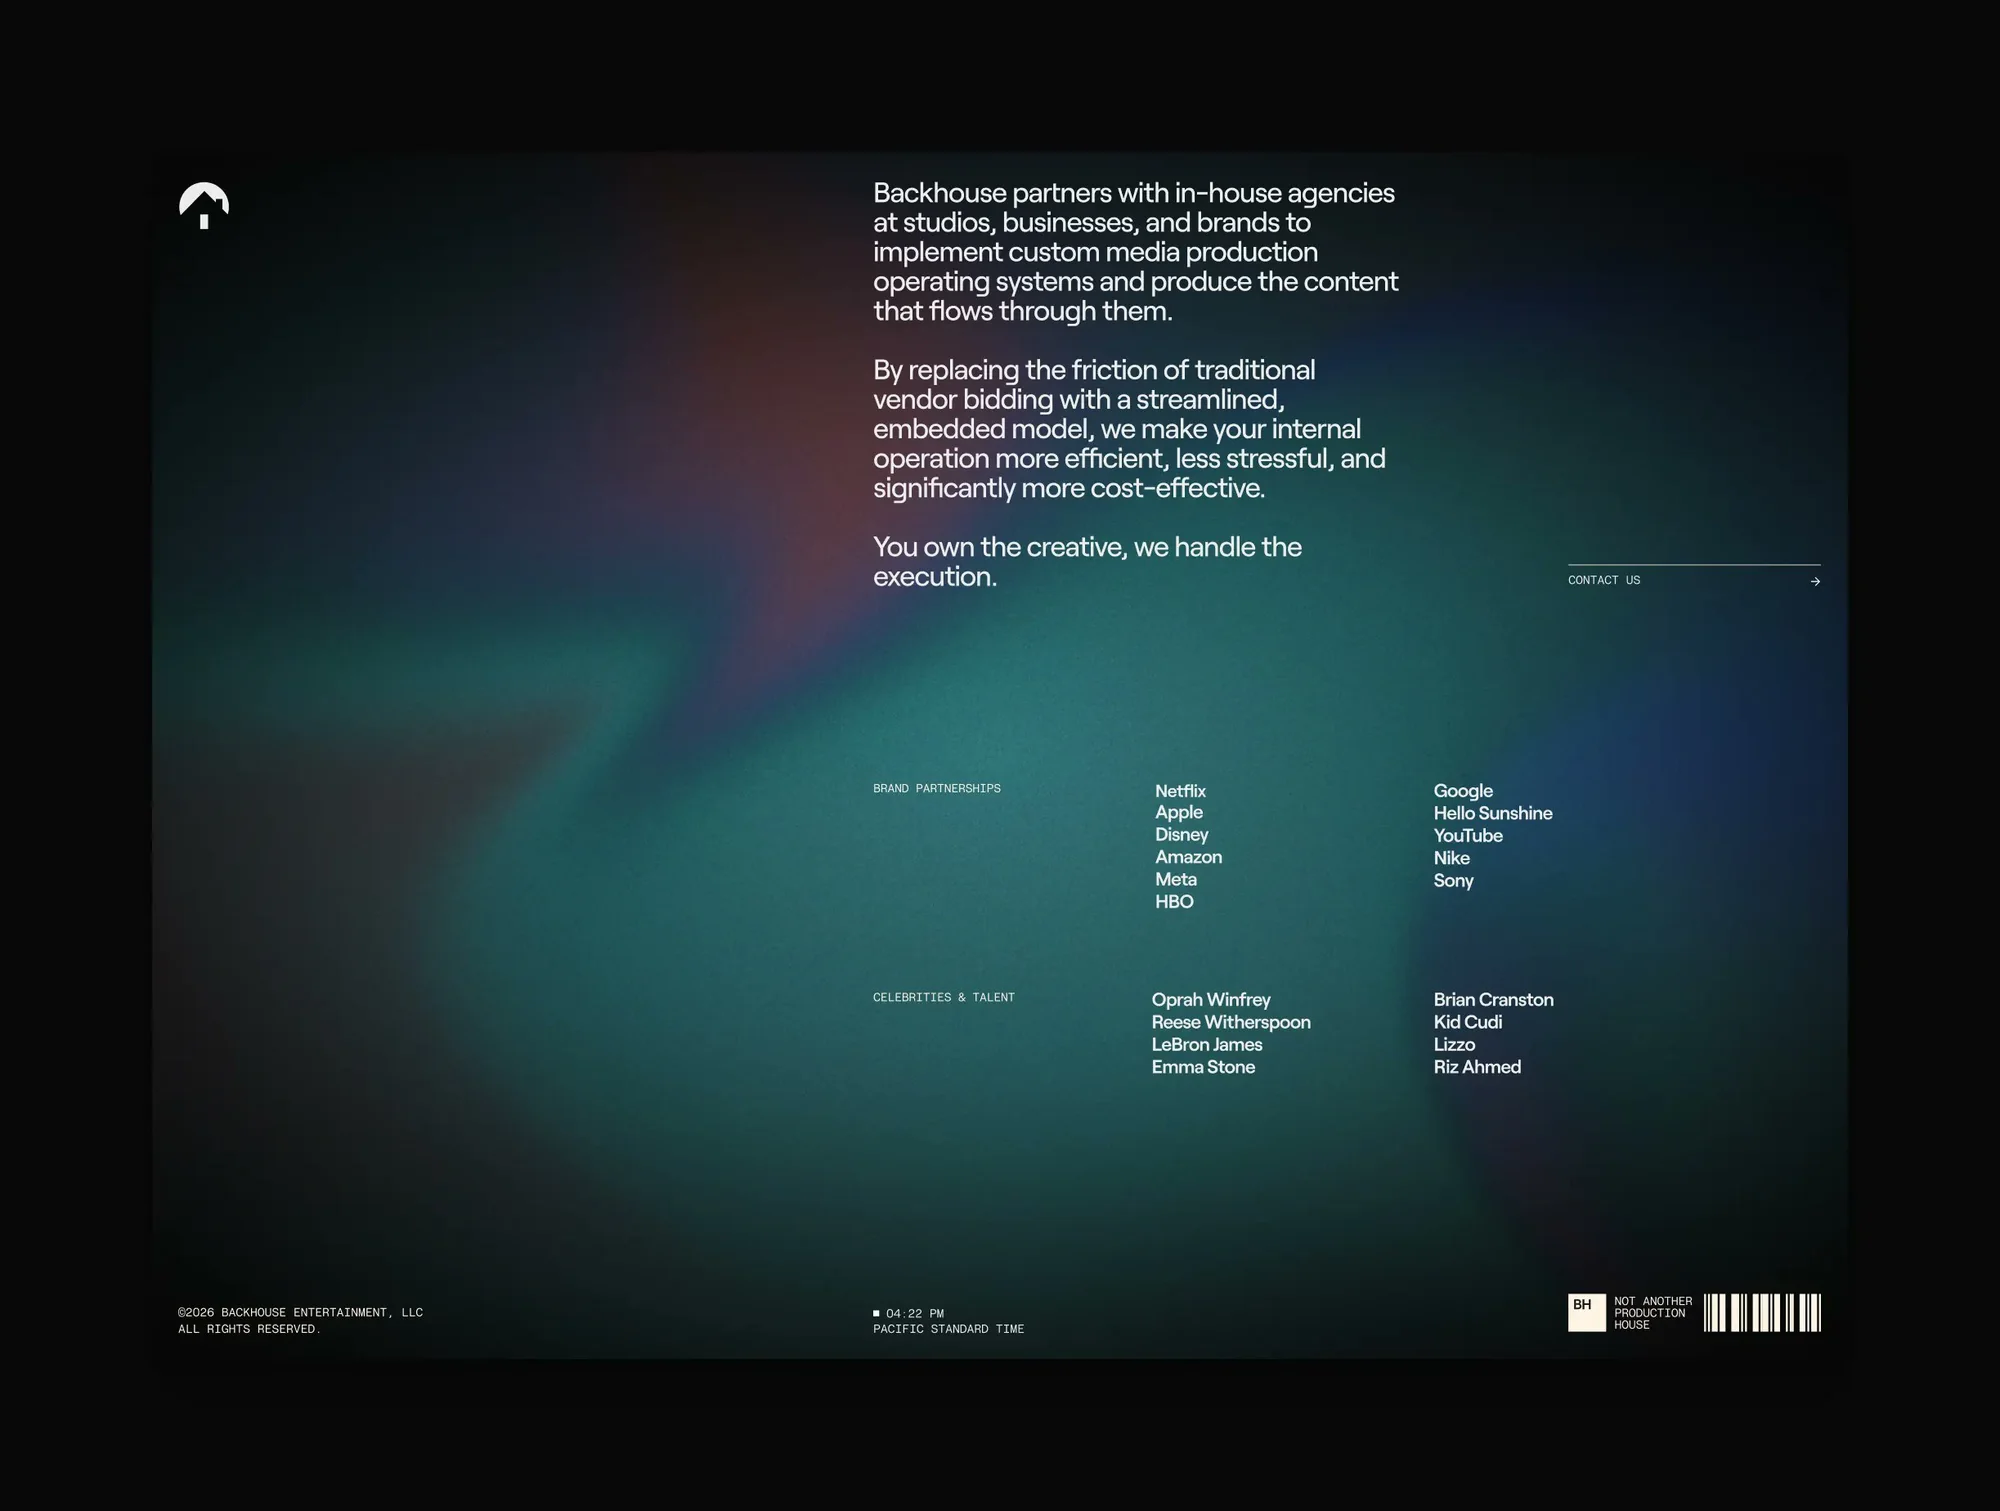 Backhouse partners with in-house agencies
at studios, businesses, and brands to
implement custom media production
operating systems and produce the content
that flows through them.
By replacing the friction of traditional
vendor bidding with a streamlined,
embedded model, we make your internal
operation more efficient, less stressful, and
significantly more cost-effective.
You own the creative, we handle the
execution.
CONTACT US →
BRAND PARTNERSHIPS
Netflix
Apple
Disney
Amazon
Meta
HBO
Google
Hello Sunshine
YouTube
Nike
Sony
CELEBRITIES & TALENT
Oprah Winfrey
Reese Witherspoon
LeBron James
Emma Stone
Brian Cranston
Kid Cudi
Lizzo
Riz Ahmed
©2026 BACKHOUSE ENTERTAINMENT, LLC
ALL RIGHTS RESERVED.
04:22 PM
PACIFIC STANDARD TIME
BH
NOT ANOTHER
PRODUCTION
HOUSE